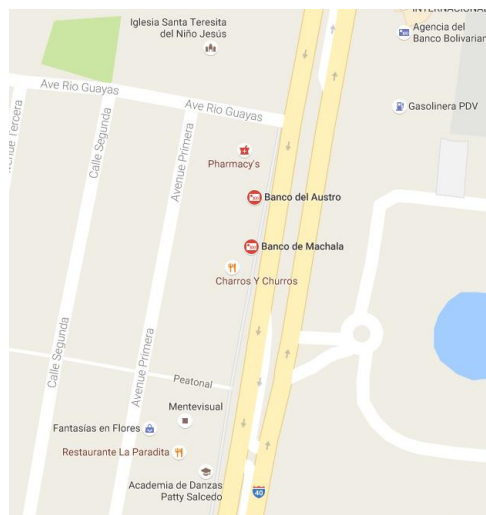 INTERNACIONAL
Iglesia Santa Teresita
del Niño Jesús
Agencia del
Banco Bolivarian
Ave Rio Guayas
Ave Rio Guayas
Gasolinera PDV
Calle Segunda
Avenue Primera
Pharmacy's
Banco del Austro
Banco de Machala
Charros Y Churros
Calle Segunda
Avenue Primera
Peatonal
Mentevisual
Fantasías en Flores
Restaurante La Paradita
Academia de Danzas
Patty Salcedo
40